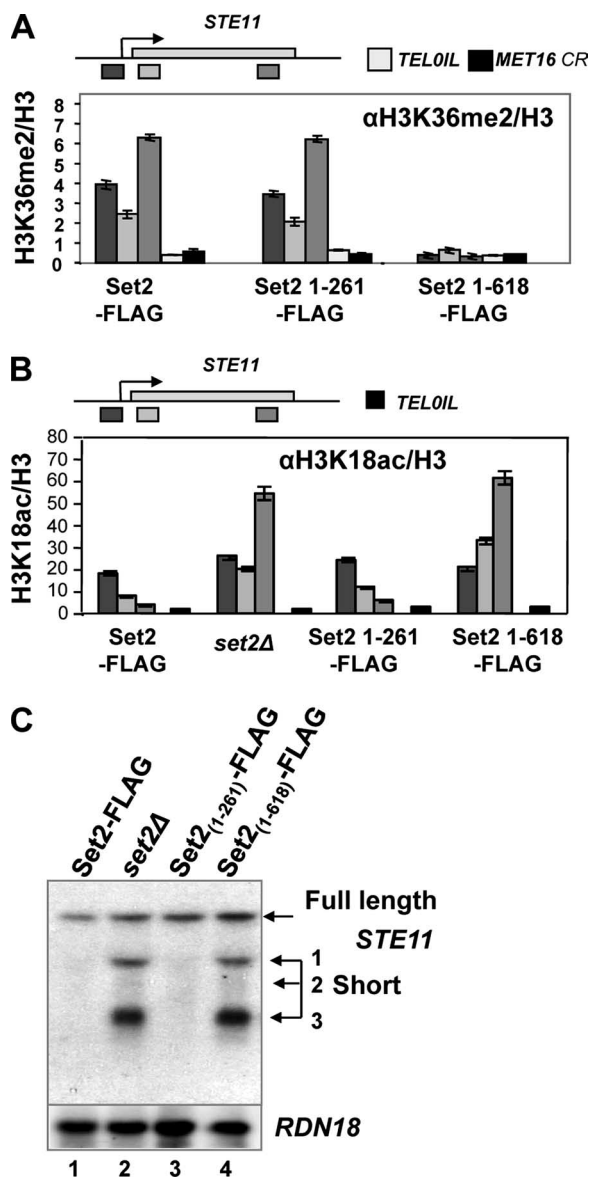 A
STE11
TEL0IL
MET16 CR
αH3K36me2/H3
H3K36me2/H3
8
7
6
5
4
3
2
1
0
Set2
-FLAG
Set2 1-261
-FLAG
Set2 1-618
-FLAG
B
STE11
TEL0IL
αH3K18ac/H3
H3K18ac/H3
80
70
60
50
40
30
20
10
0
Set2
-FLAG
set2Δ
Set2 1-261
-FLAG
Set2 1-618
-FLAG
C
Set2-FLAG
set2Δ
Set2(1-261)-FLAG
Set2(1-618)-FLAG
Full length
STE11
1
2 Short
3
RDN18
1 2 3 4